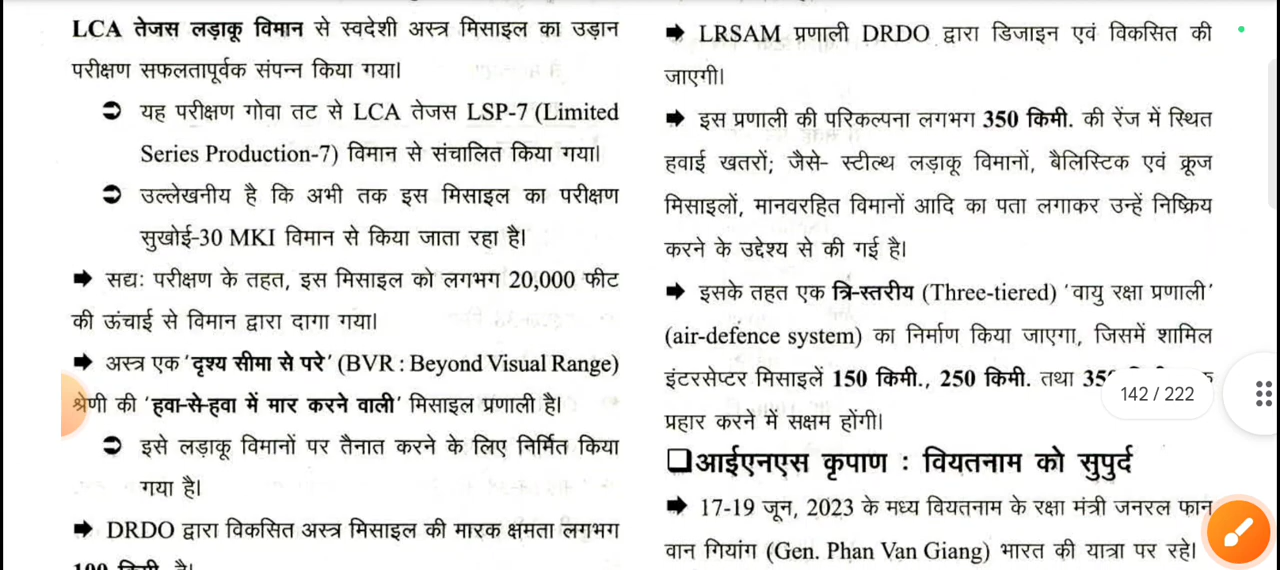 LCA तेजस लड़ाकू विमान से स्वदेशी अस्त्र मिसाइल का उड़ान
परीक्षण सफलतापूर्वक संपन्न किया गया।
➲ यह परीक्षण गोवा तट से LCA तेजस LSP-7 (Limited
Series Production-7) विमान से संचालित किया गया।
➲ उल्लेखनीय है कि अभी तक इस मिसाइल का परीक्षण
सुखोई-30 MKI विमान से किया जाता रहा है।
➡ सद्यः परीक्षण के तहत, इस मिसाइल को लगभग 20,000 फीट
की ऊंचाई से विमान द्वारा दागा गया।
➡ अस्त्र एक 'दृश्य सीमा से परे' (BVR : Beyond Visual Range)
श्रेणी की 'हवा-से-हवा में मार करने वाली' मिसाइल प्रणाली है।
➲ इसे लड़ाकू विमानों पर तैनात करने के लिए निर्मित किया
गया है।
➡ DRDO द्वारा विकसित अस्त्र मिसाइल की मारक क्षमता लगभग
100 किमी. है।
➡ LRSAM प्रणाली DRDO द्वारा डिजाइन एवं विकसित की
जाएगी।
➡ इस प्रणाली की परिकल्पना लगभग 350 किमी. की रेंज में स्थित
हवाई खतरों; जैसे- स्टील्थ लड़ाकू विमानों, बैलिस्टिक एवं क्रूज
मिसाइलों, मानवरहित विमानों आदि का पता लगाकर उन्हें निष्क्रिय
करने के उद्देश्य से की गई है।
➡ इसके तहत एक त्रि-स्तरीय (Three-tiered) 'वायु रक्षा प्रणाली'
(air-defence system) का निर्माण किया जाएगा, जिसमें शामिल
इंटरसेप्टर मिसाइलें 150 किमी., 250 किमी. तथा
प्रहार करने में सक्षम होंगी।
❑आईएनएस कृपाण : वियतनाम को सुपुर्द
➡ 17-19 जून, 2023 के मध्य वियतनाम के रक्षा मंत्री जनरल फान
वान गियांग (Gen. Phan Van Giang) भारत की यात्रा पर रहे।
142 / 222